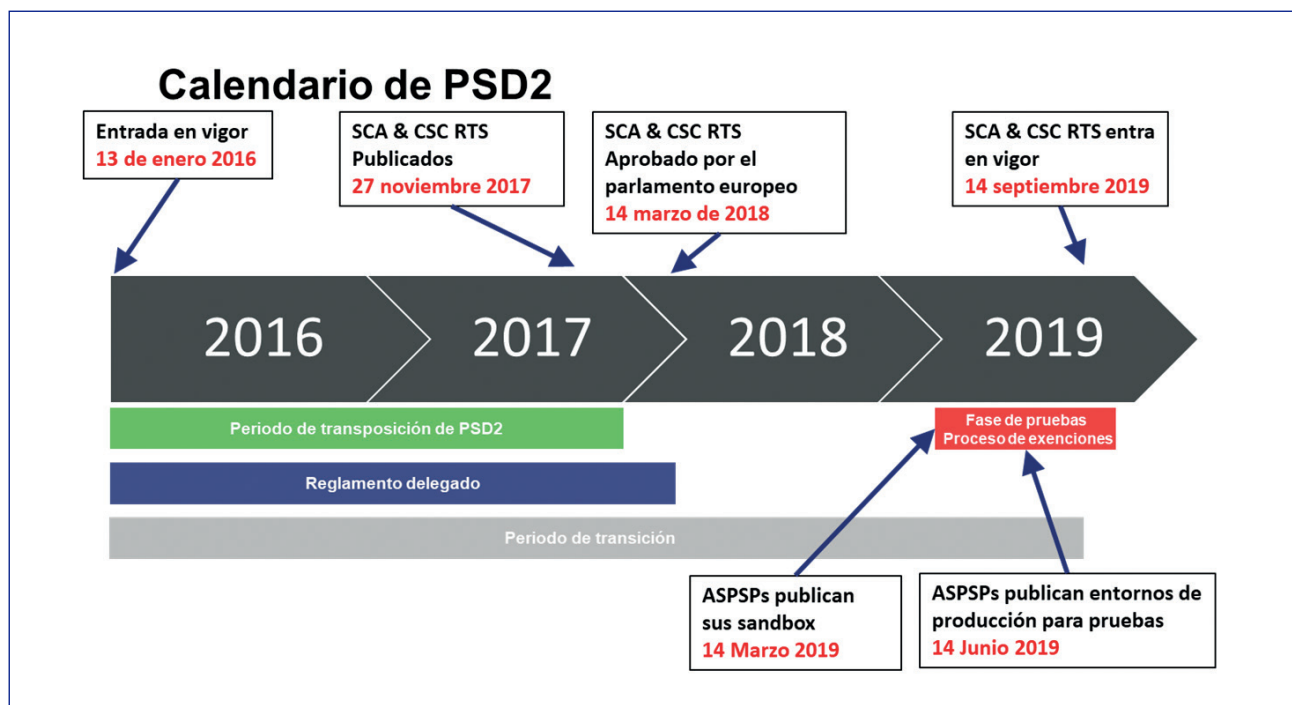 Calendario de PSD2
Entrada en vigor
13 de enero 2016
SCA & CSC RTS
Publicados
27 noviembre 2017
SCA & CSC RTS
Aprobado por el
parlamento europeo
14 marzo de 2018
SCA & CSC RTS entra
en vigor
14 septiembre 2019
2016
2017
2018
2019
Periodo de transposición de PSD2
Fase de pruebas
Proceso de exenciones
Reglamento delegado
Periodo de transición
ASPSPs publican
sus sandbox
14 Marzo 2019
ASPSPs publican entornos de
producción para pruebas
14 Junio 2019